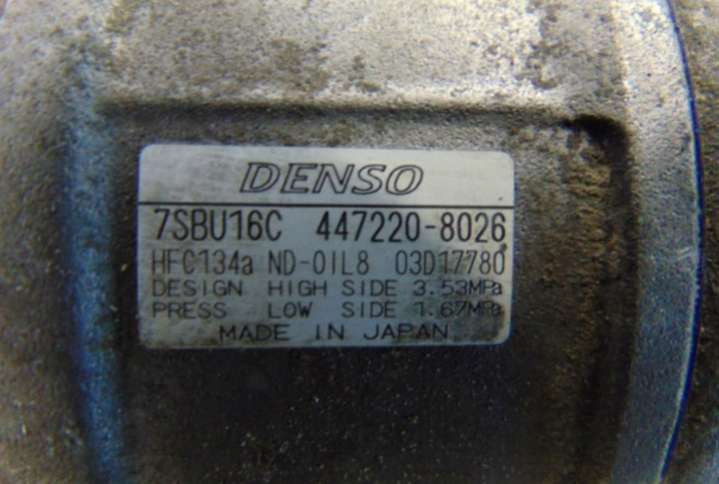 DENSO
7SBU16C 447220-8026
HFC134a ND-OIL8 03D17780
DESIGN HIGH SIDE 3.53MPa
PRESS LOW SIDE 1.67MPa
MADE IN JAPAN